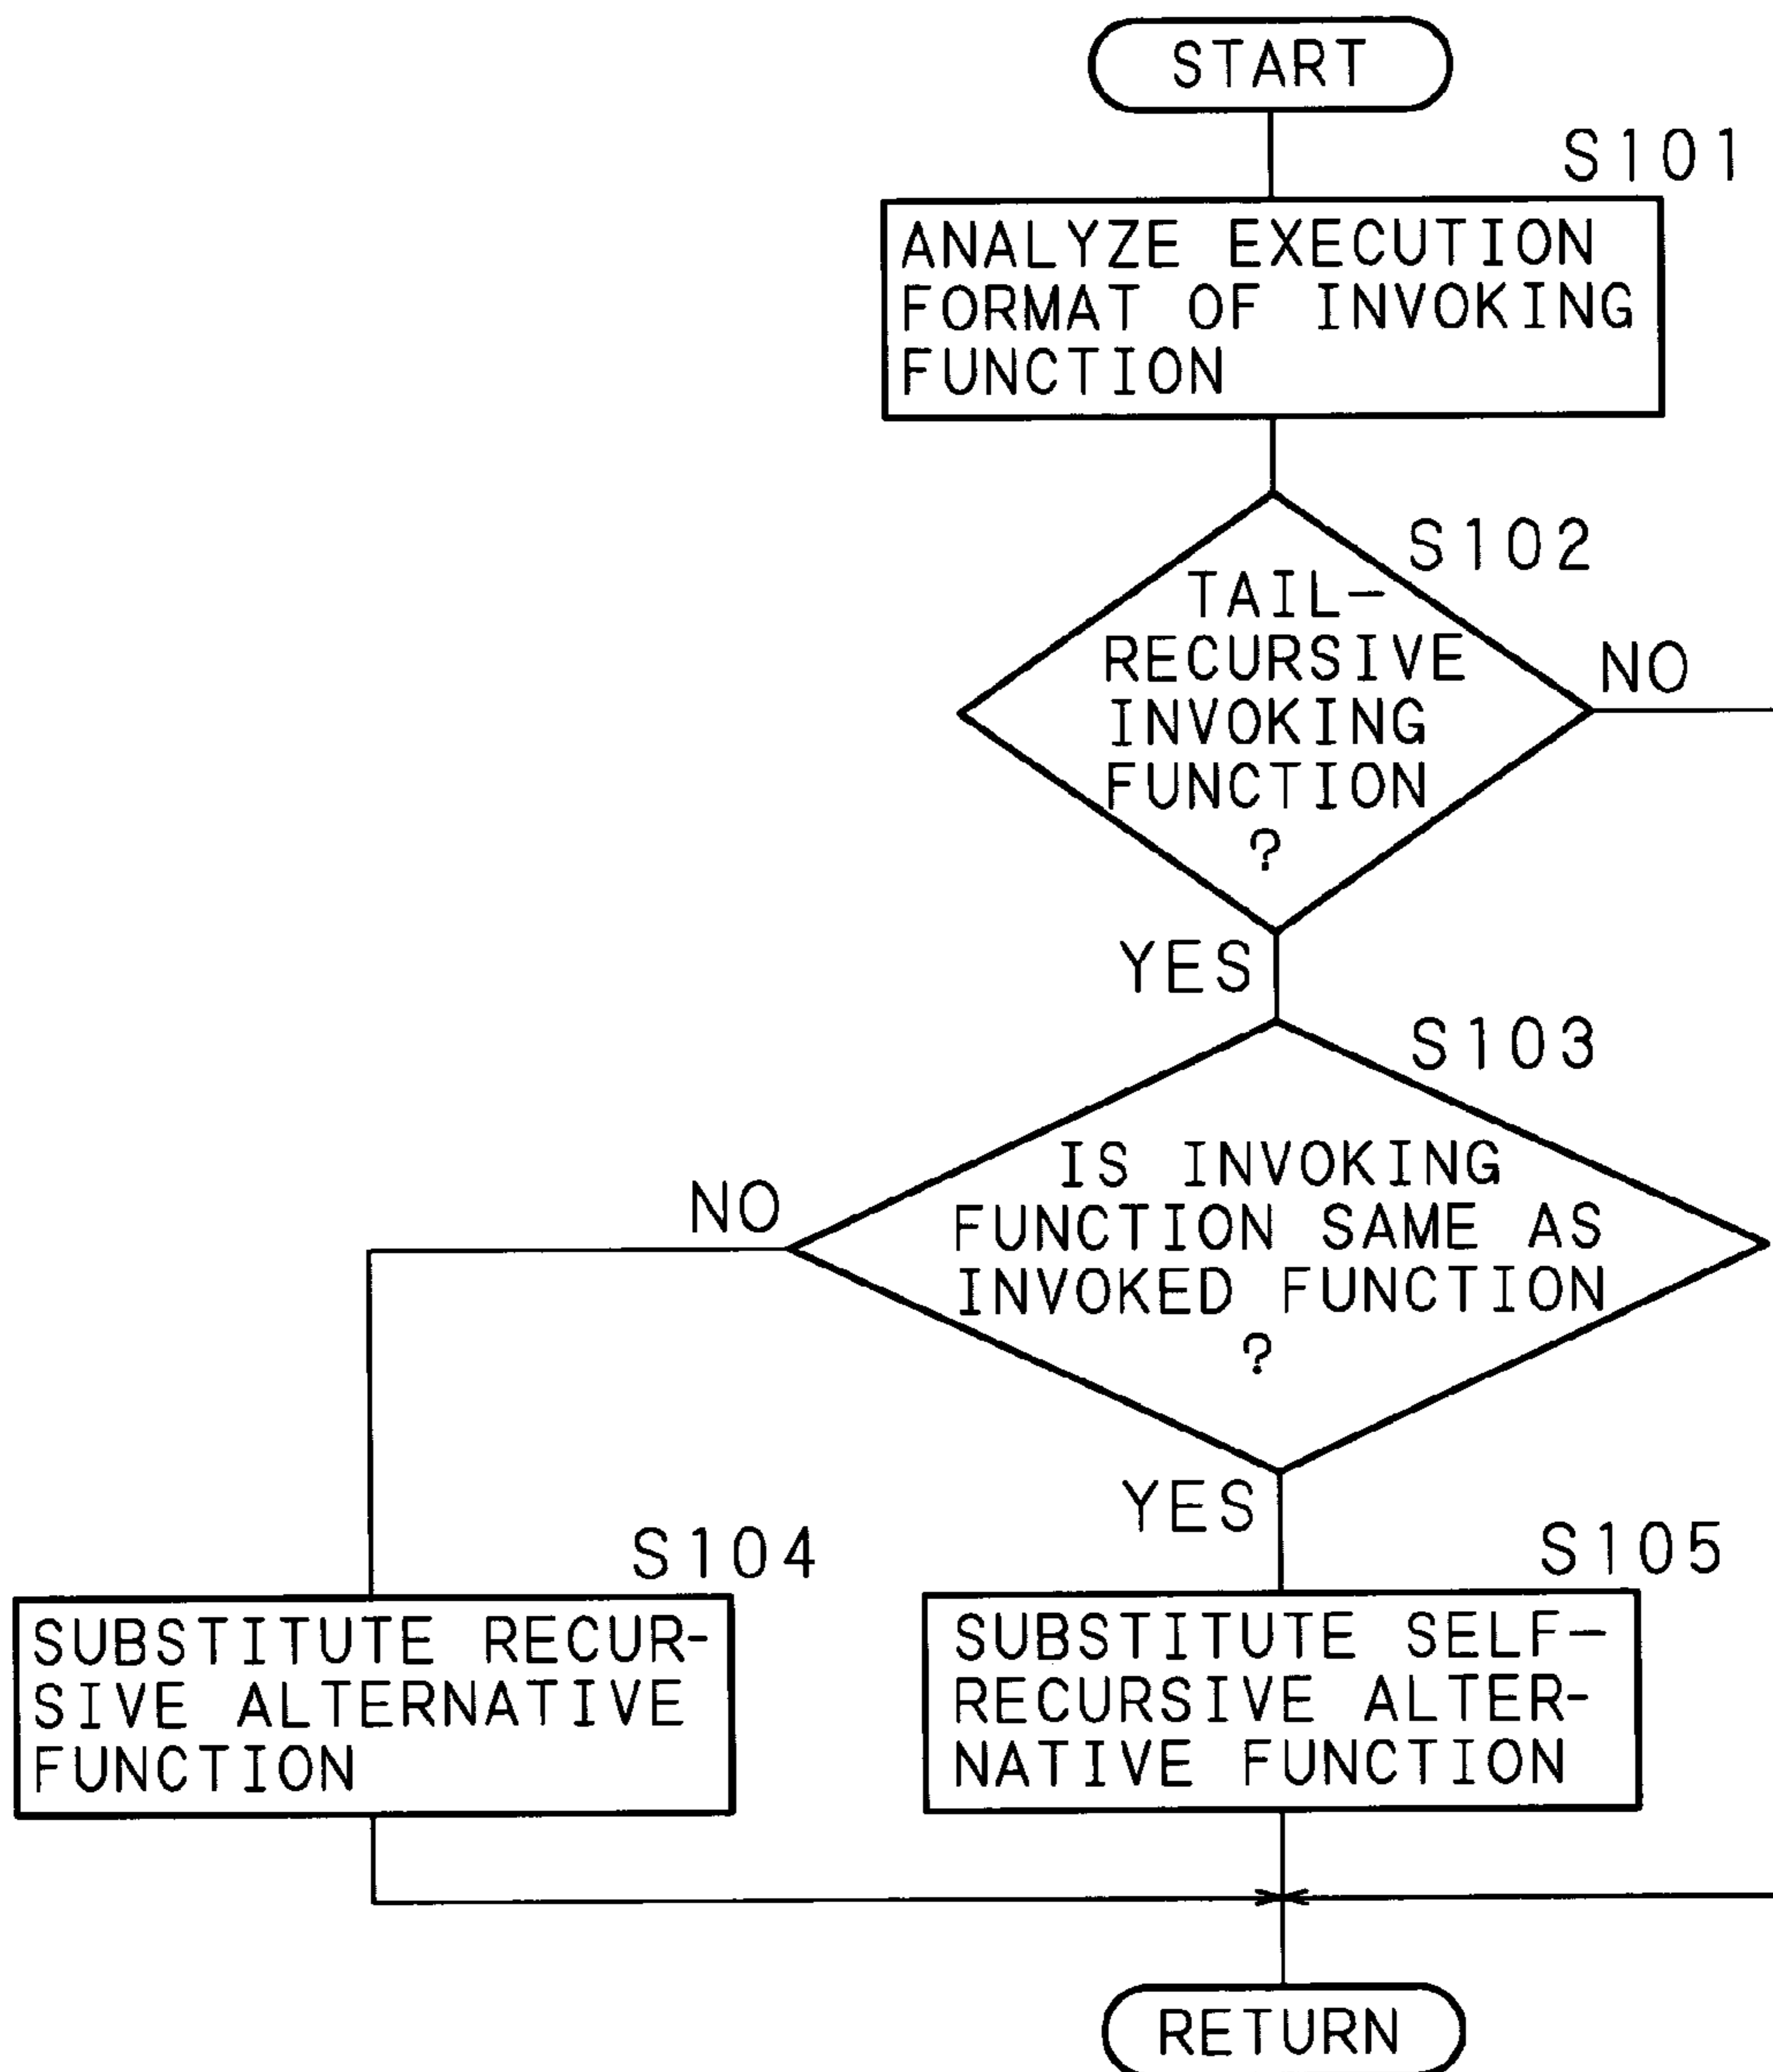 START
S101
ANALYZE EXECUTION
FORMAT OF INVOKING
FUNCTION
S102
TAIL-
RECURSIVE
INVOKING
FUNCTION
?
NO
YES
S103
IS INVOKING
FUNCTION SAME AS
INVOKED FUNCTION
?
NO
YES
S104
SUBSTITUTE RECUR-
SIVE ALTERNATIVE
FUNCTION
S105
SUBSTITUTE SELF-
RECURSIVE ALTER-
NATIVE FUNCTION
RETURN